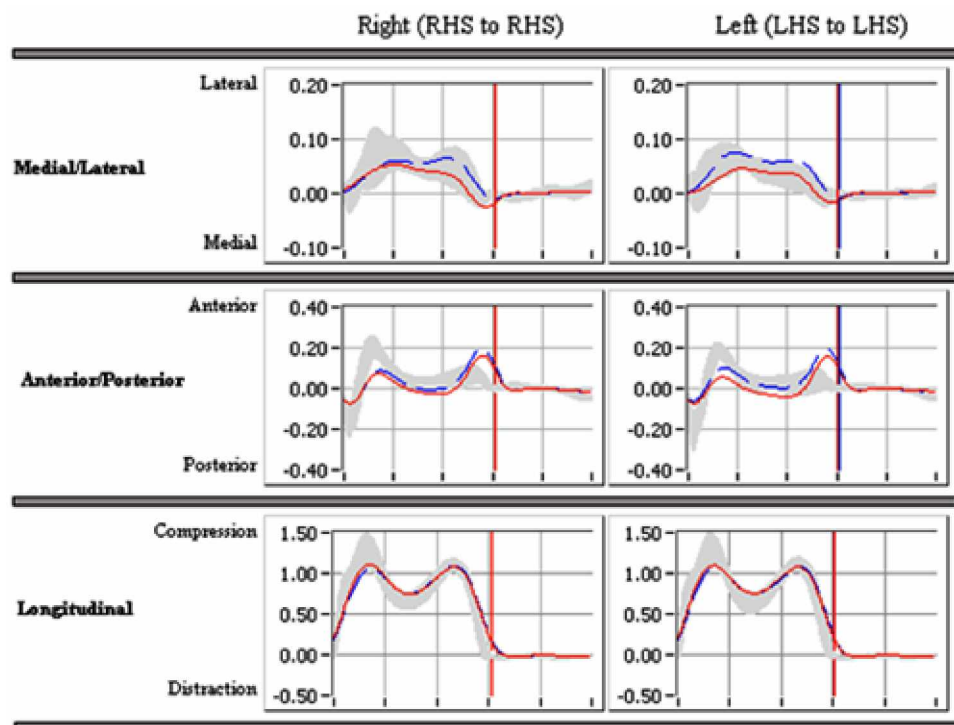 Right (RHS to RHS)
Left (LHS to LHS)
Lateral
Medial/Lateral
Medial
0.20
0.10
0.00
-0.10
0.20
0.10
0.00
-0.10
Anterior
Anterior/Posterior
Posterior
0.40
0.20
0.00
-0.20
-0.40
0.40
0.20
0.00
-0.20
-0.40
Compression
Longitudinal
Distraction
1.50
1.00
0.50
0.00
-0.50
1.50
1.00
0.50
0.00
-0.50